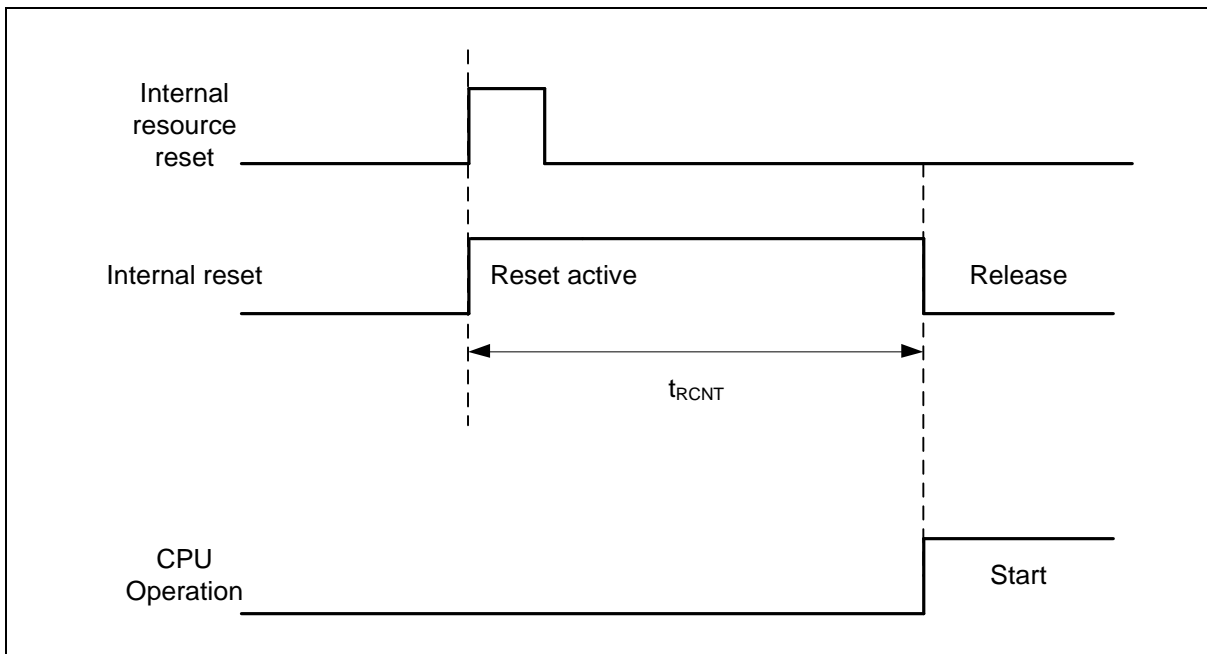 Internal
resource
reset
Internal reset
Reset active
Release
tRCNT
CPU
Operation
Start